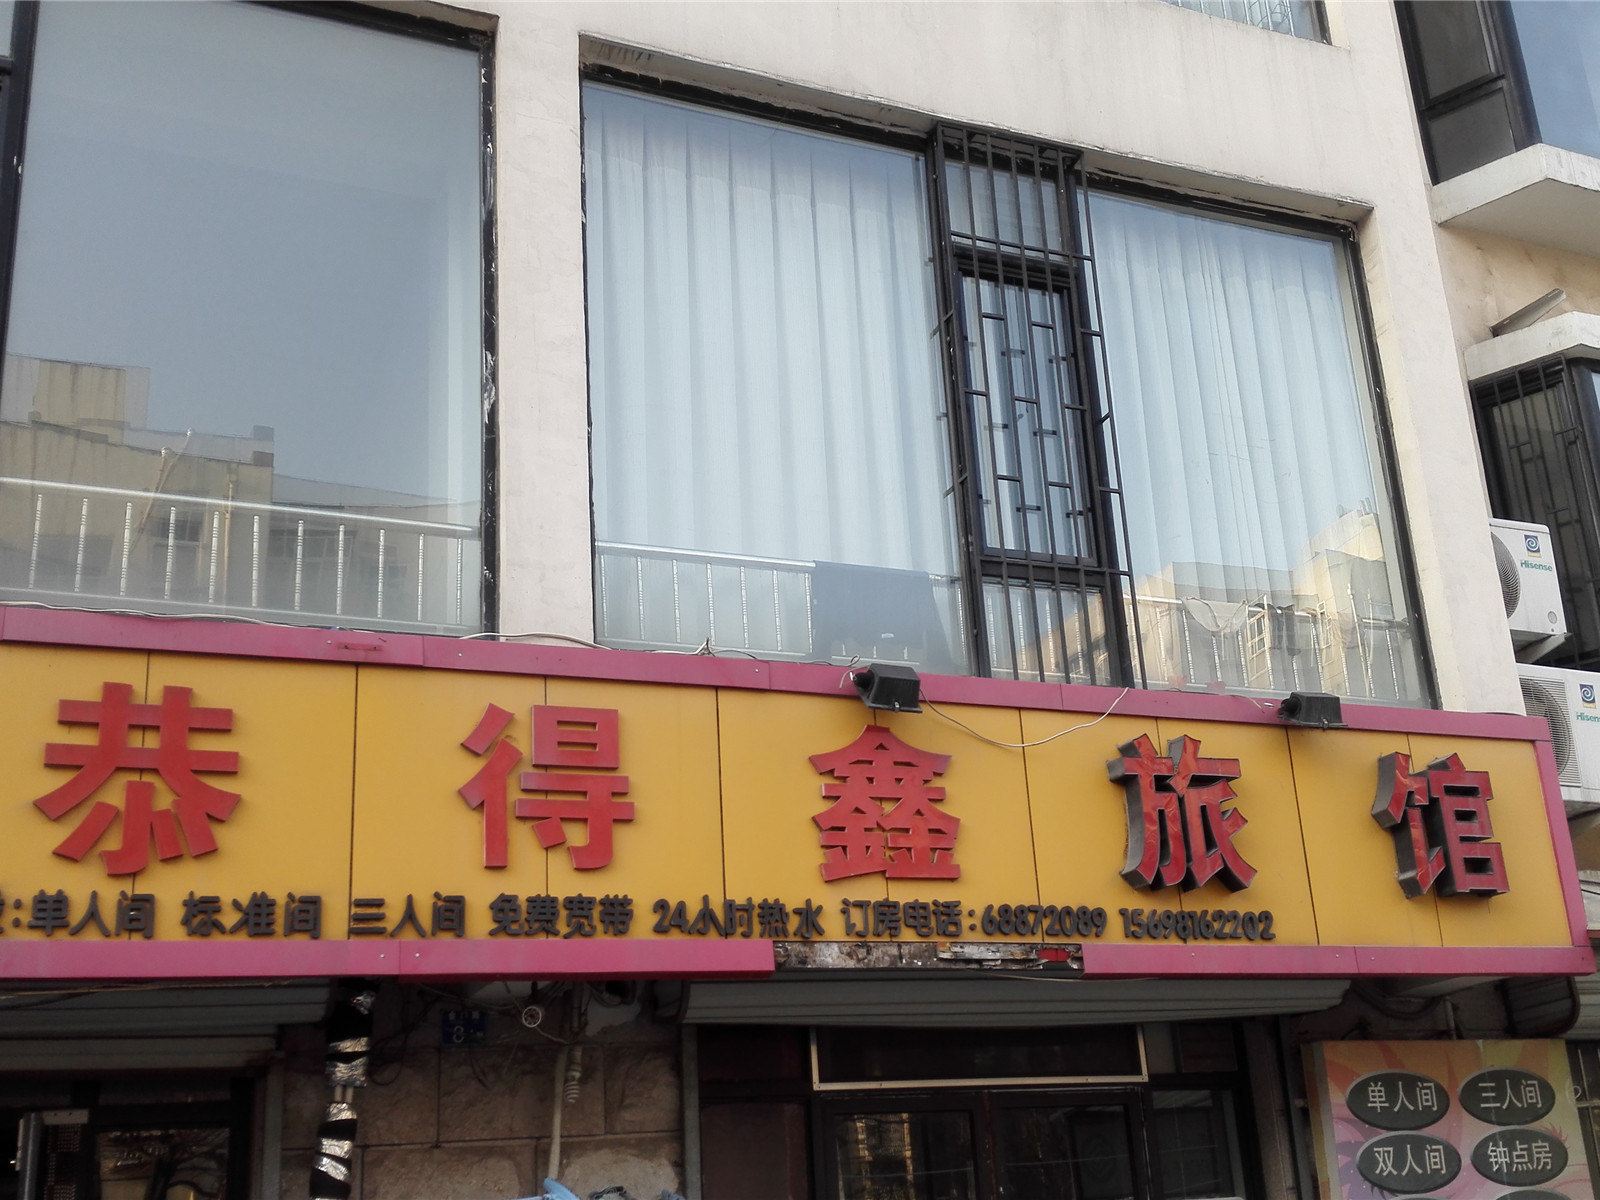 恭得鑫旅馆
:单人间 标准间 三人间 免费宽带 24小时热水 订房电话:68872089 15698162202
Hisense
Hisense
单人间 三人间
双人间 钟点房
8